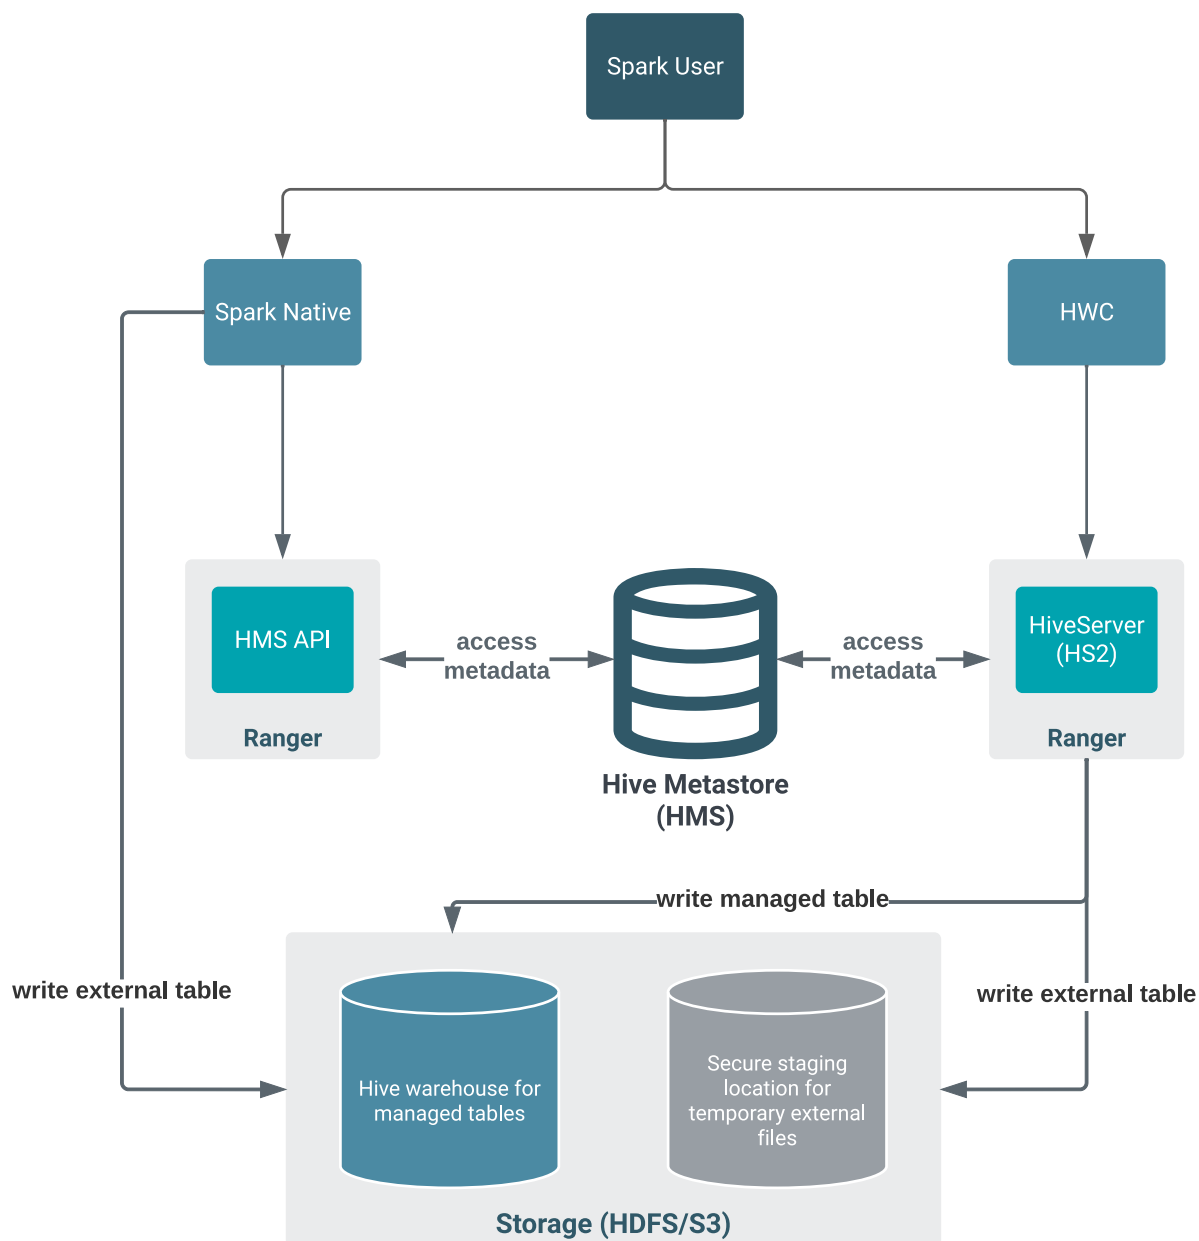 Spark User
Spark Native
HWC
HMS API
Ranger
access
metadata
Hive Metastore
(HMS)
access
metadata
HiveServer
(HS2)
Ranger
write managed table
write external table
write external table
Hive warehouse for
managed tables
Secure staging
location for
temporary external
files
Storage (HDFS/S3)